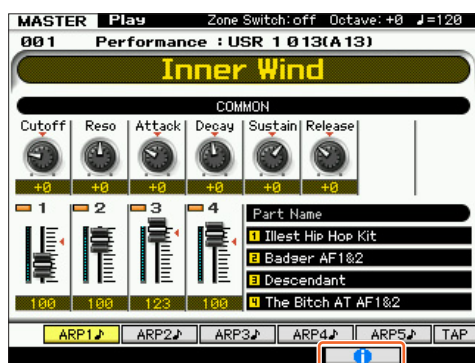 MASTER Play Zone Switch:off Octave:+0 ♩=120
001 Performance :USR 1 013(A13)
Inner Wind
COMMON
Cutoff Reso Attack Decay Sustain Release
+0 +0 +0 +0 +0 +0
1 2 3 4 Part Name
1 Illest Hip Hop Kit
2 Badger AF1&2
3 Descendant
4 The Bitch AT AF1&2
100 100 123 100
ARP1♪ ARP2♪ ARP3♪ ARP4♪ ARP5♪ TAP
i